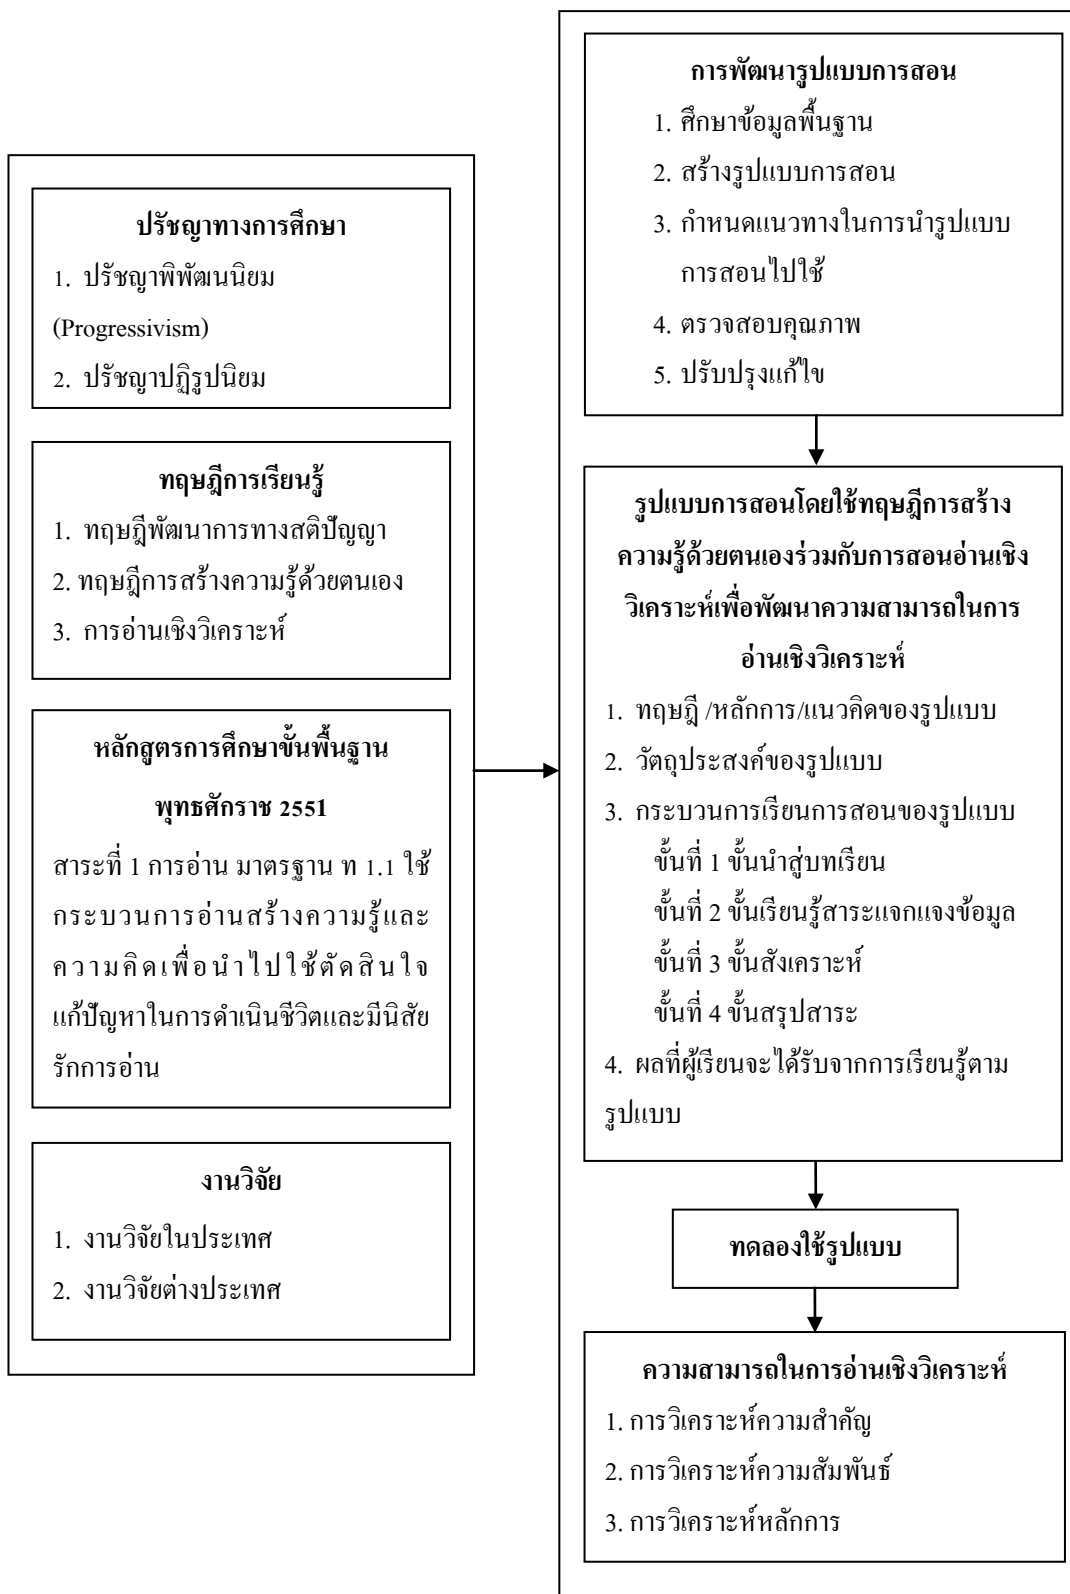 ปรัชญาทางการศึกษา
1. ปรัชญาพิพัฒนนิยม
(Progressivism)
2. ปรัชญาปฏิรูปนิยม
ทฤษฎีการเรียนรู้
1. ทฤษฎีพัฒนาการทางสติปัญญา
2. ทฤษฎีการสร้างความรู้ด้วยตนเอง
3. การอ่านเชิงวิเคราะห์
หลักสูตรการศึกษาขั้นพื้นฐาน
พุทธศักราช 2551
สาระที่ 1 การอ่าน มาตรฐาน ท 1.1 ใช้
กระบวนการอ่านสร้างความรู้และ
ความคิดเพื่อนำไปใช้ตัดสินใจ
แก้ปัญหาในการดำเนินชีวิตและมีนิสัย
รักการอ่าน
งานวิจัย
1. งานวิจัยในประเทศ
2. งานวิจัยต่างประเทศ
การพัฒนารูปแบบการสอน
1. ศึกษาข้อมูลพื้นฐาน
2. สร้างรูปแบบการสอน
3. กำหนดแนวทางในการนำรูปแบบ
การสอนไปใช้
4. ตรวจสอบคุณภาพ
5. ปรับปรุงแก้ไข
รูปแบบการสอนโดยใช้ทฤษฎีการสร้าง
ความรู้ด้วยตนเองร่วมกับการสอนอ่านเชิง
วิเคราะห์เพื่อพัฒนาความสามารถในการ
อ่านเชิงวิเคราะห์
1. ทฤษฎี /หลักการ/แนวคิดของรูปแบบ
2. วัตถุประสงค์ของรูปแบบ
3. กระบวนการเรียนการสอนของรูปแบบ
ขั้นที่ 1 ขั้นนำสู่บทเรียน
ขั้นที่ 2 ขั้นเรียนรู้สาระแจกแจงข้อมูล
ขั้นที่ 3 ขั้นสังเคราะห์
ขั้นที่ 4 ขั้นสรุปสาระ
4. ผลที่ผู้เรียนจะได้รับจากการเรียนรู้ตาม
รูปแบบ
ทดลองใช้รูปแบบ
ความสามารถในการอ่านเชิงวิเคราะห์
1. การวิเคราะห์ความสำคัญ
2. การวิเคราะห์ความสัมพันธ์
3. การวิเคราะห์หลักการ